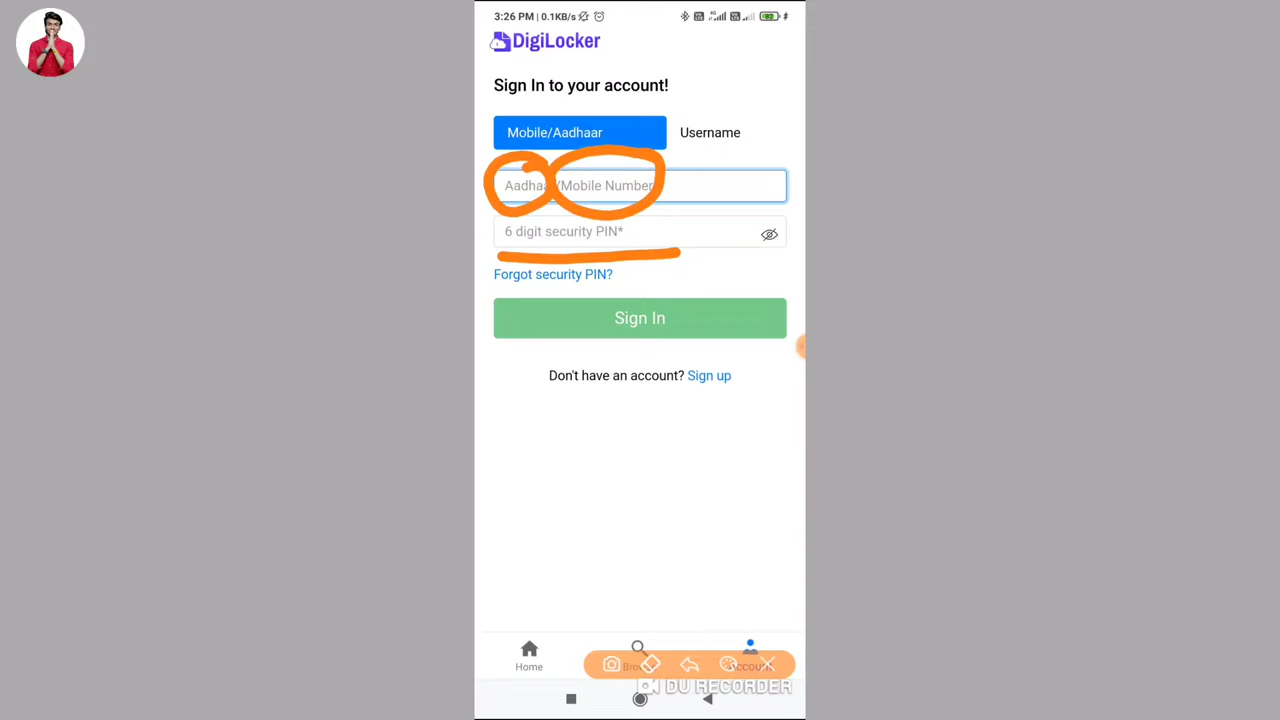 3:26 PM | 0.1KB/s
DigiLocker
Sign In to your account!
Mobile/Aadhaar Username
Aadhaar/Mobile Number
6 digit security PIN*
Forgot security PIN?
Sign In
Don't have an account? Sign up
Home Account
DU RECORDER